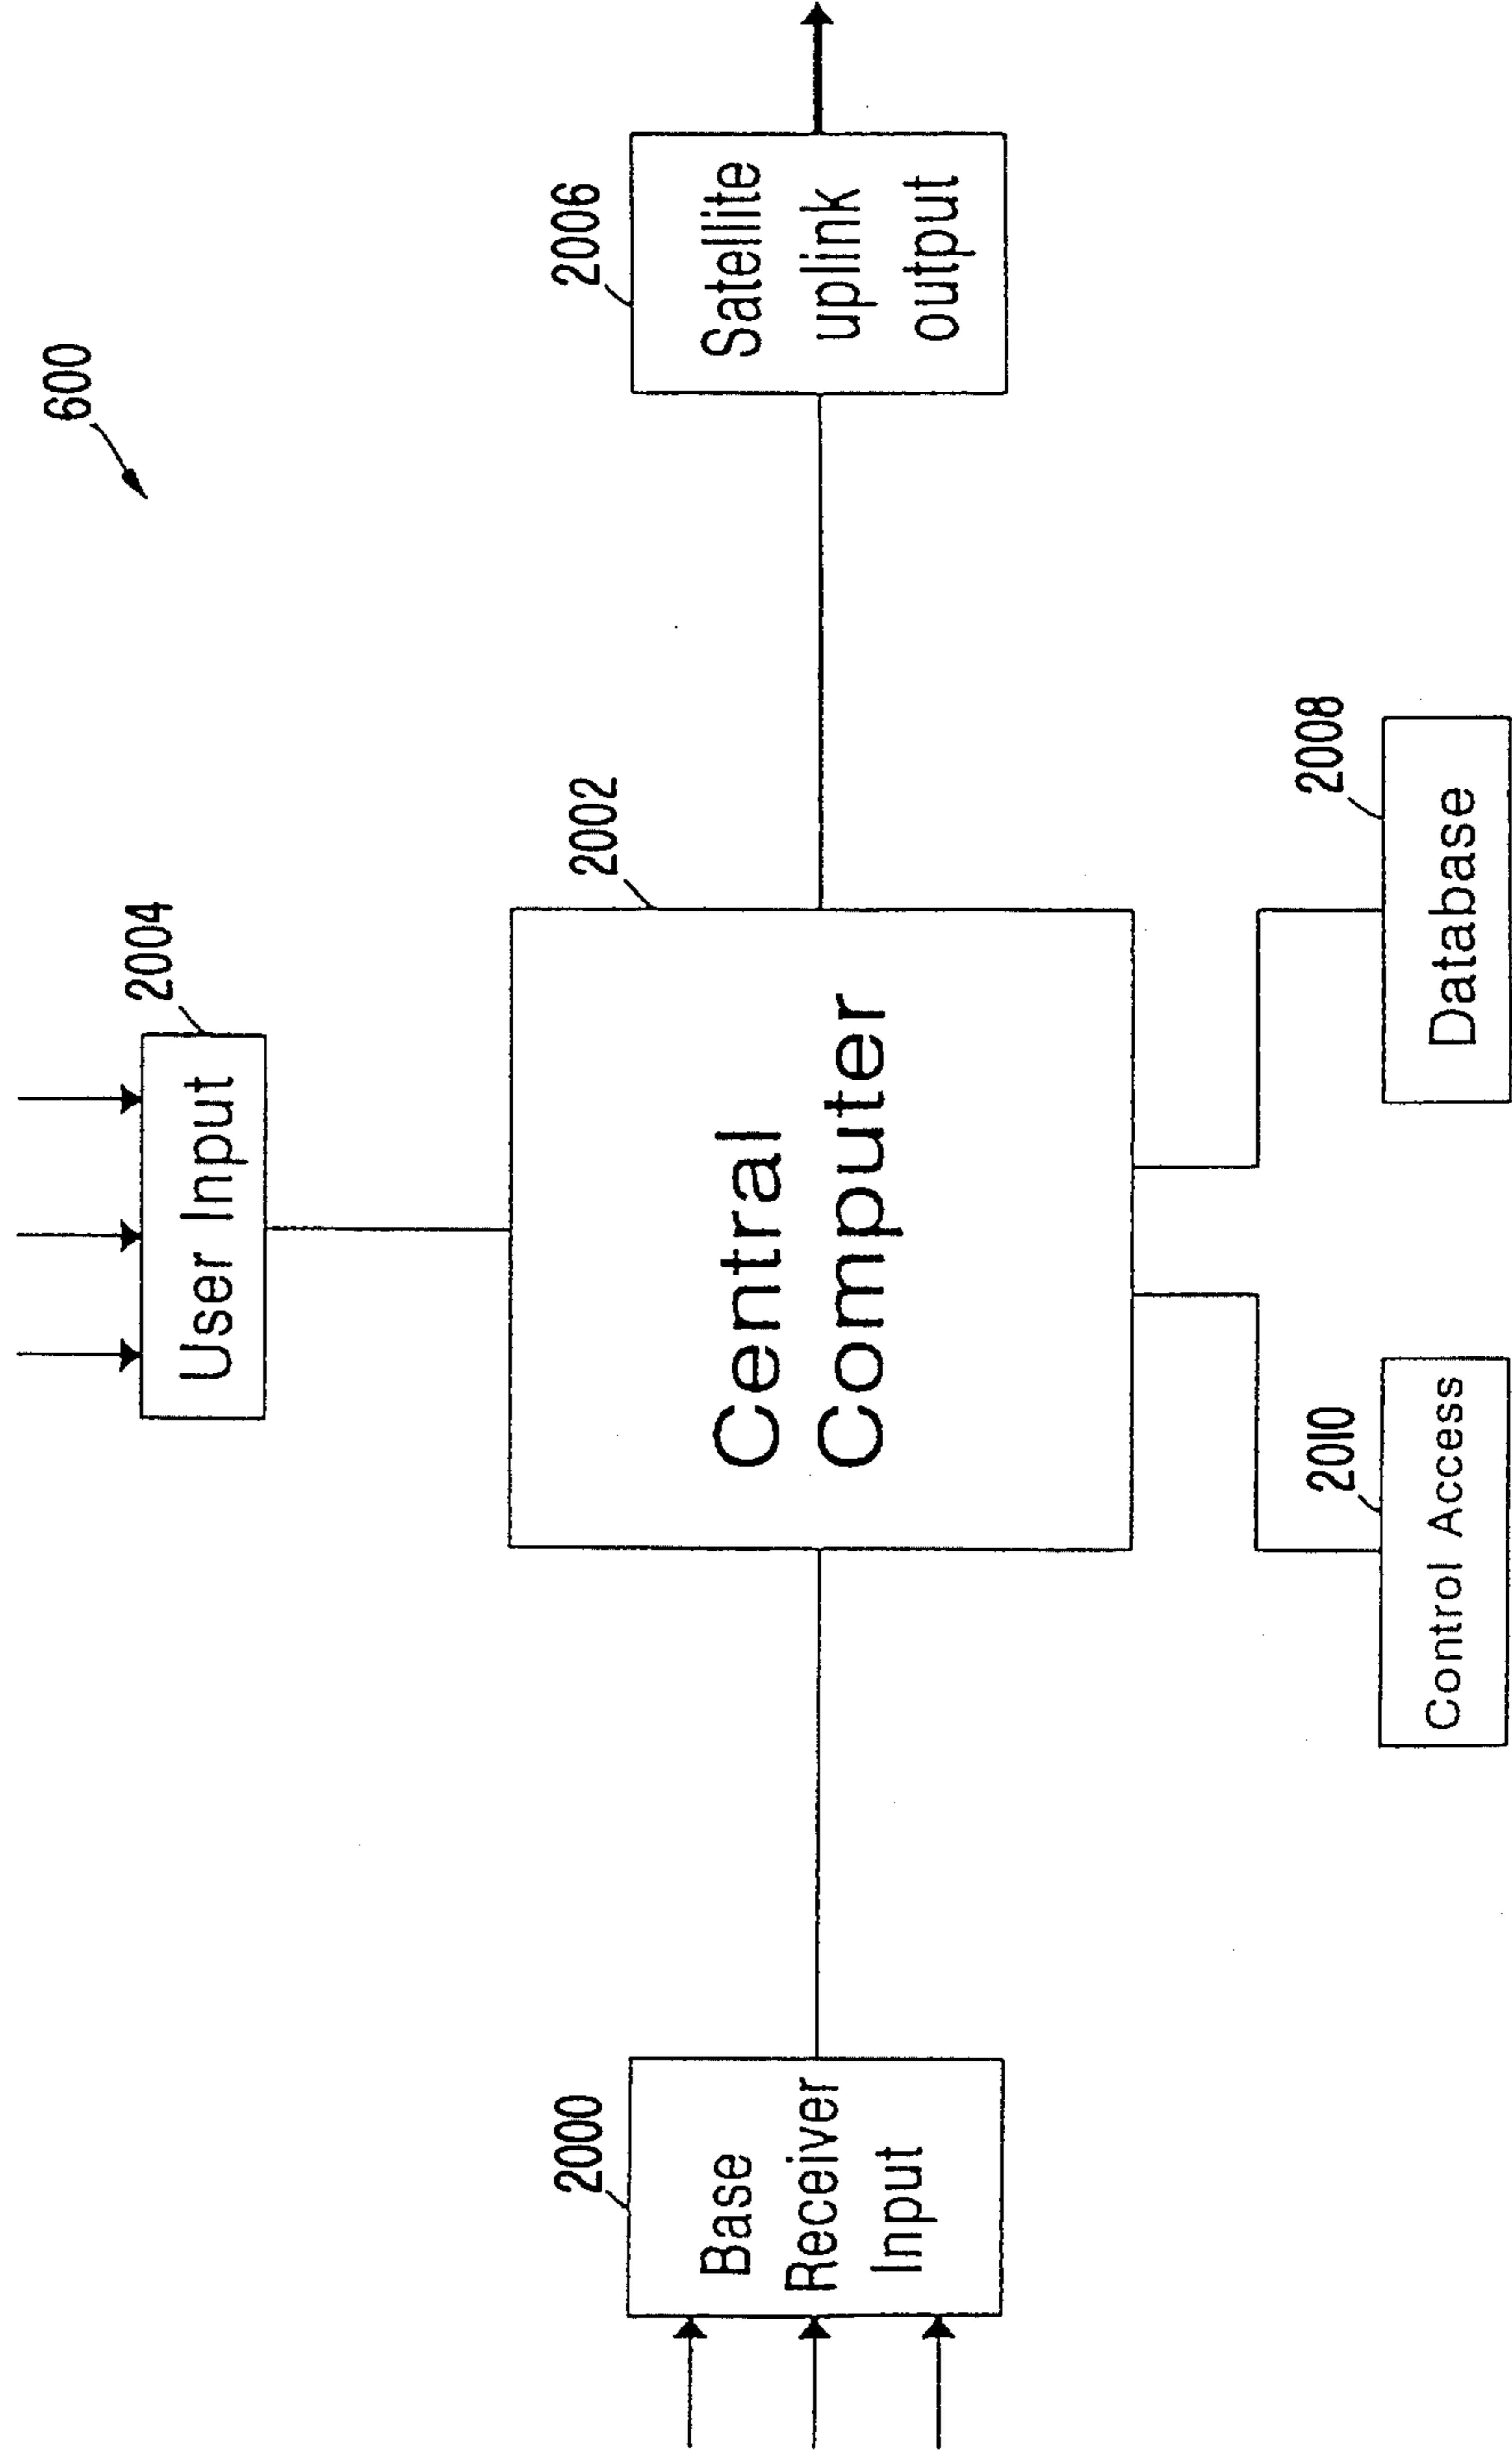 600
2004
User Input
2000
Base
Receiver
Input
2002
Central
Computer
2006
Satellite
uplink
output
2010
Control Access
2008
Database